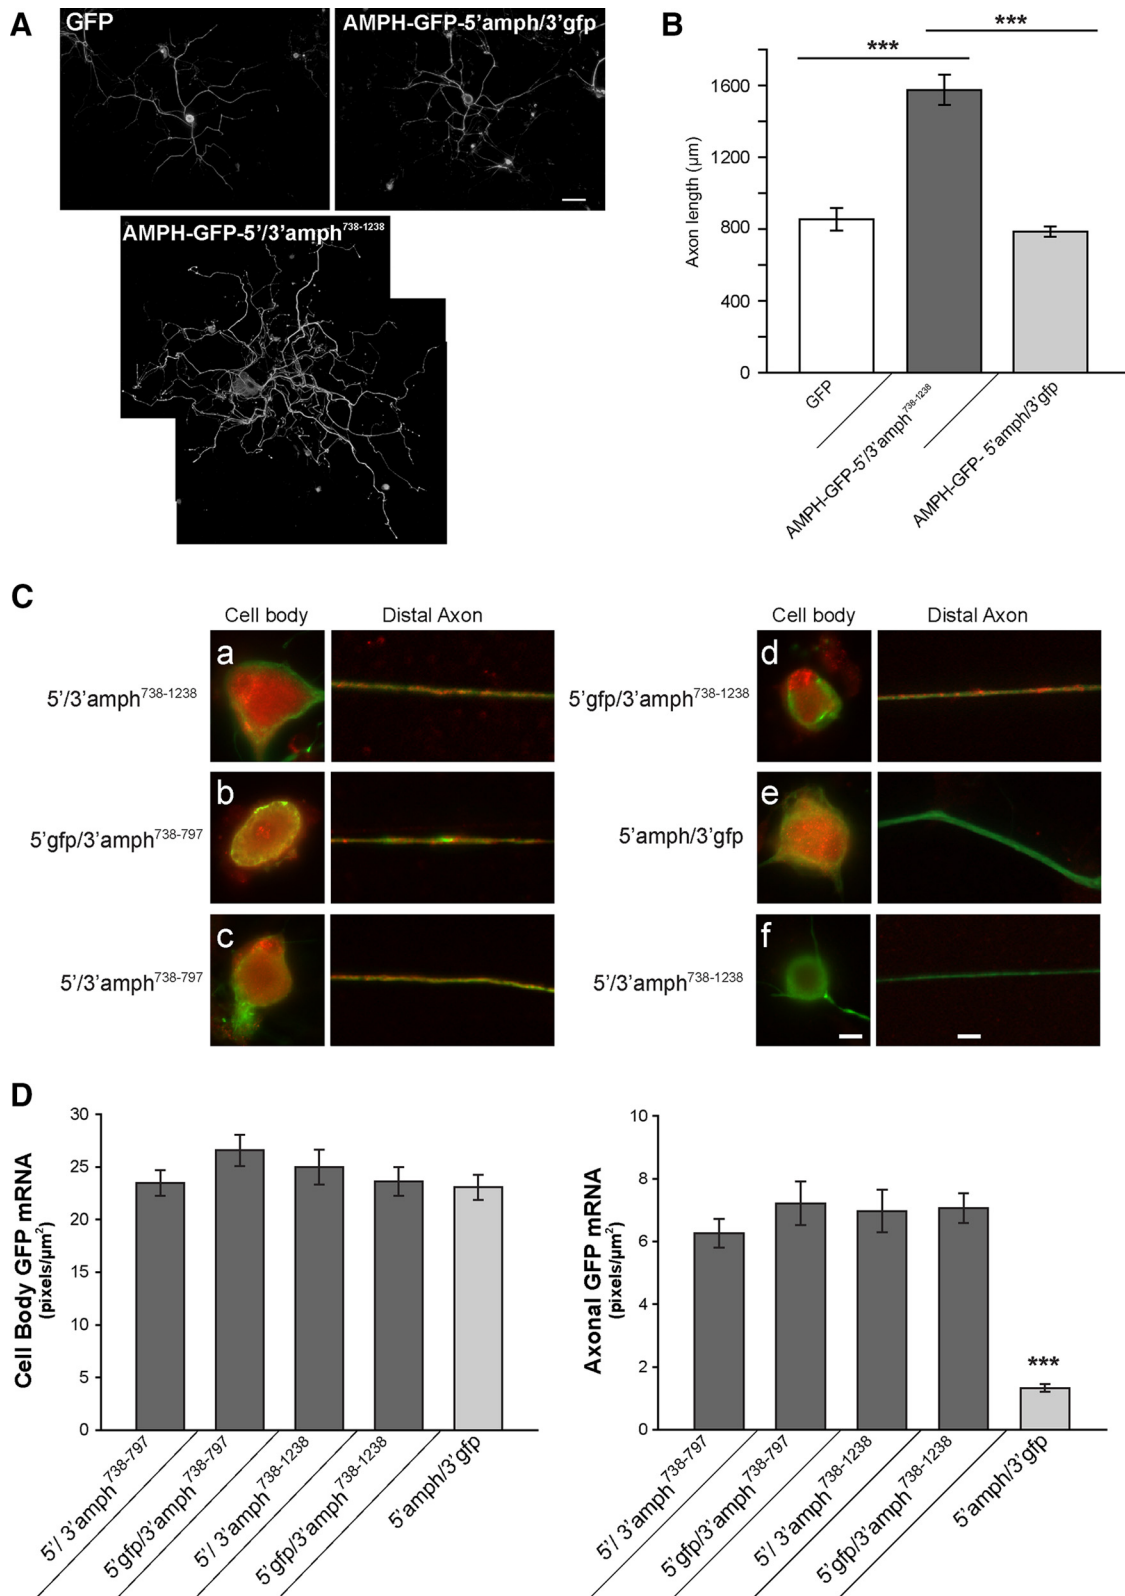 A
GFP
AMPH-GFP-5'amph/3'gfp
AMPH-GFP-5'/3'amph738-1238
B
***
***
Axon length (µm)
1600
1200
800
400
0
GFP
AMPH-GFP-5'/3'amph738-1238
AMPH-GFP- 5'amph/3'gfp
C
Cell body
Distal Axon
Cell body
Distal Axon
a
5'/3'amph738-1238
b
5'gfp/3'amph738-797
c
5'/3'amph738-797
d
5'gfp/3'amph738-1238
e
5'amph/3'gfp
f
5'/3'amph738-1238
D
Cell Body GFP mRNA
(pixels/µm2)
30
25
20
15
10
5
0
5'/ 3'amph738-797
5'gfp/3'amph738-797
5'/ 3'amph738-1238
5'gfp/3'amph738-1238
5'amph/3'gfp
Axonal GFP mRNA
(pixels/µm2)
10
8
6
4
2
0
***
5'/ 3'amph738-797
5'gfp/3'amph738-797
5'/ 3'amph738-1238
5'gfp/3'amph738-1238
5'amph/3'gfp